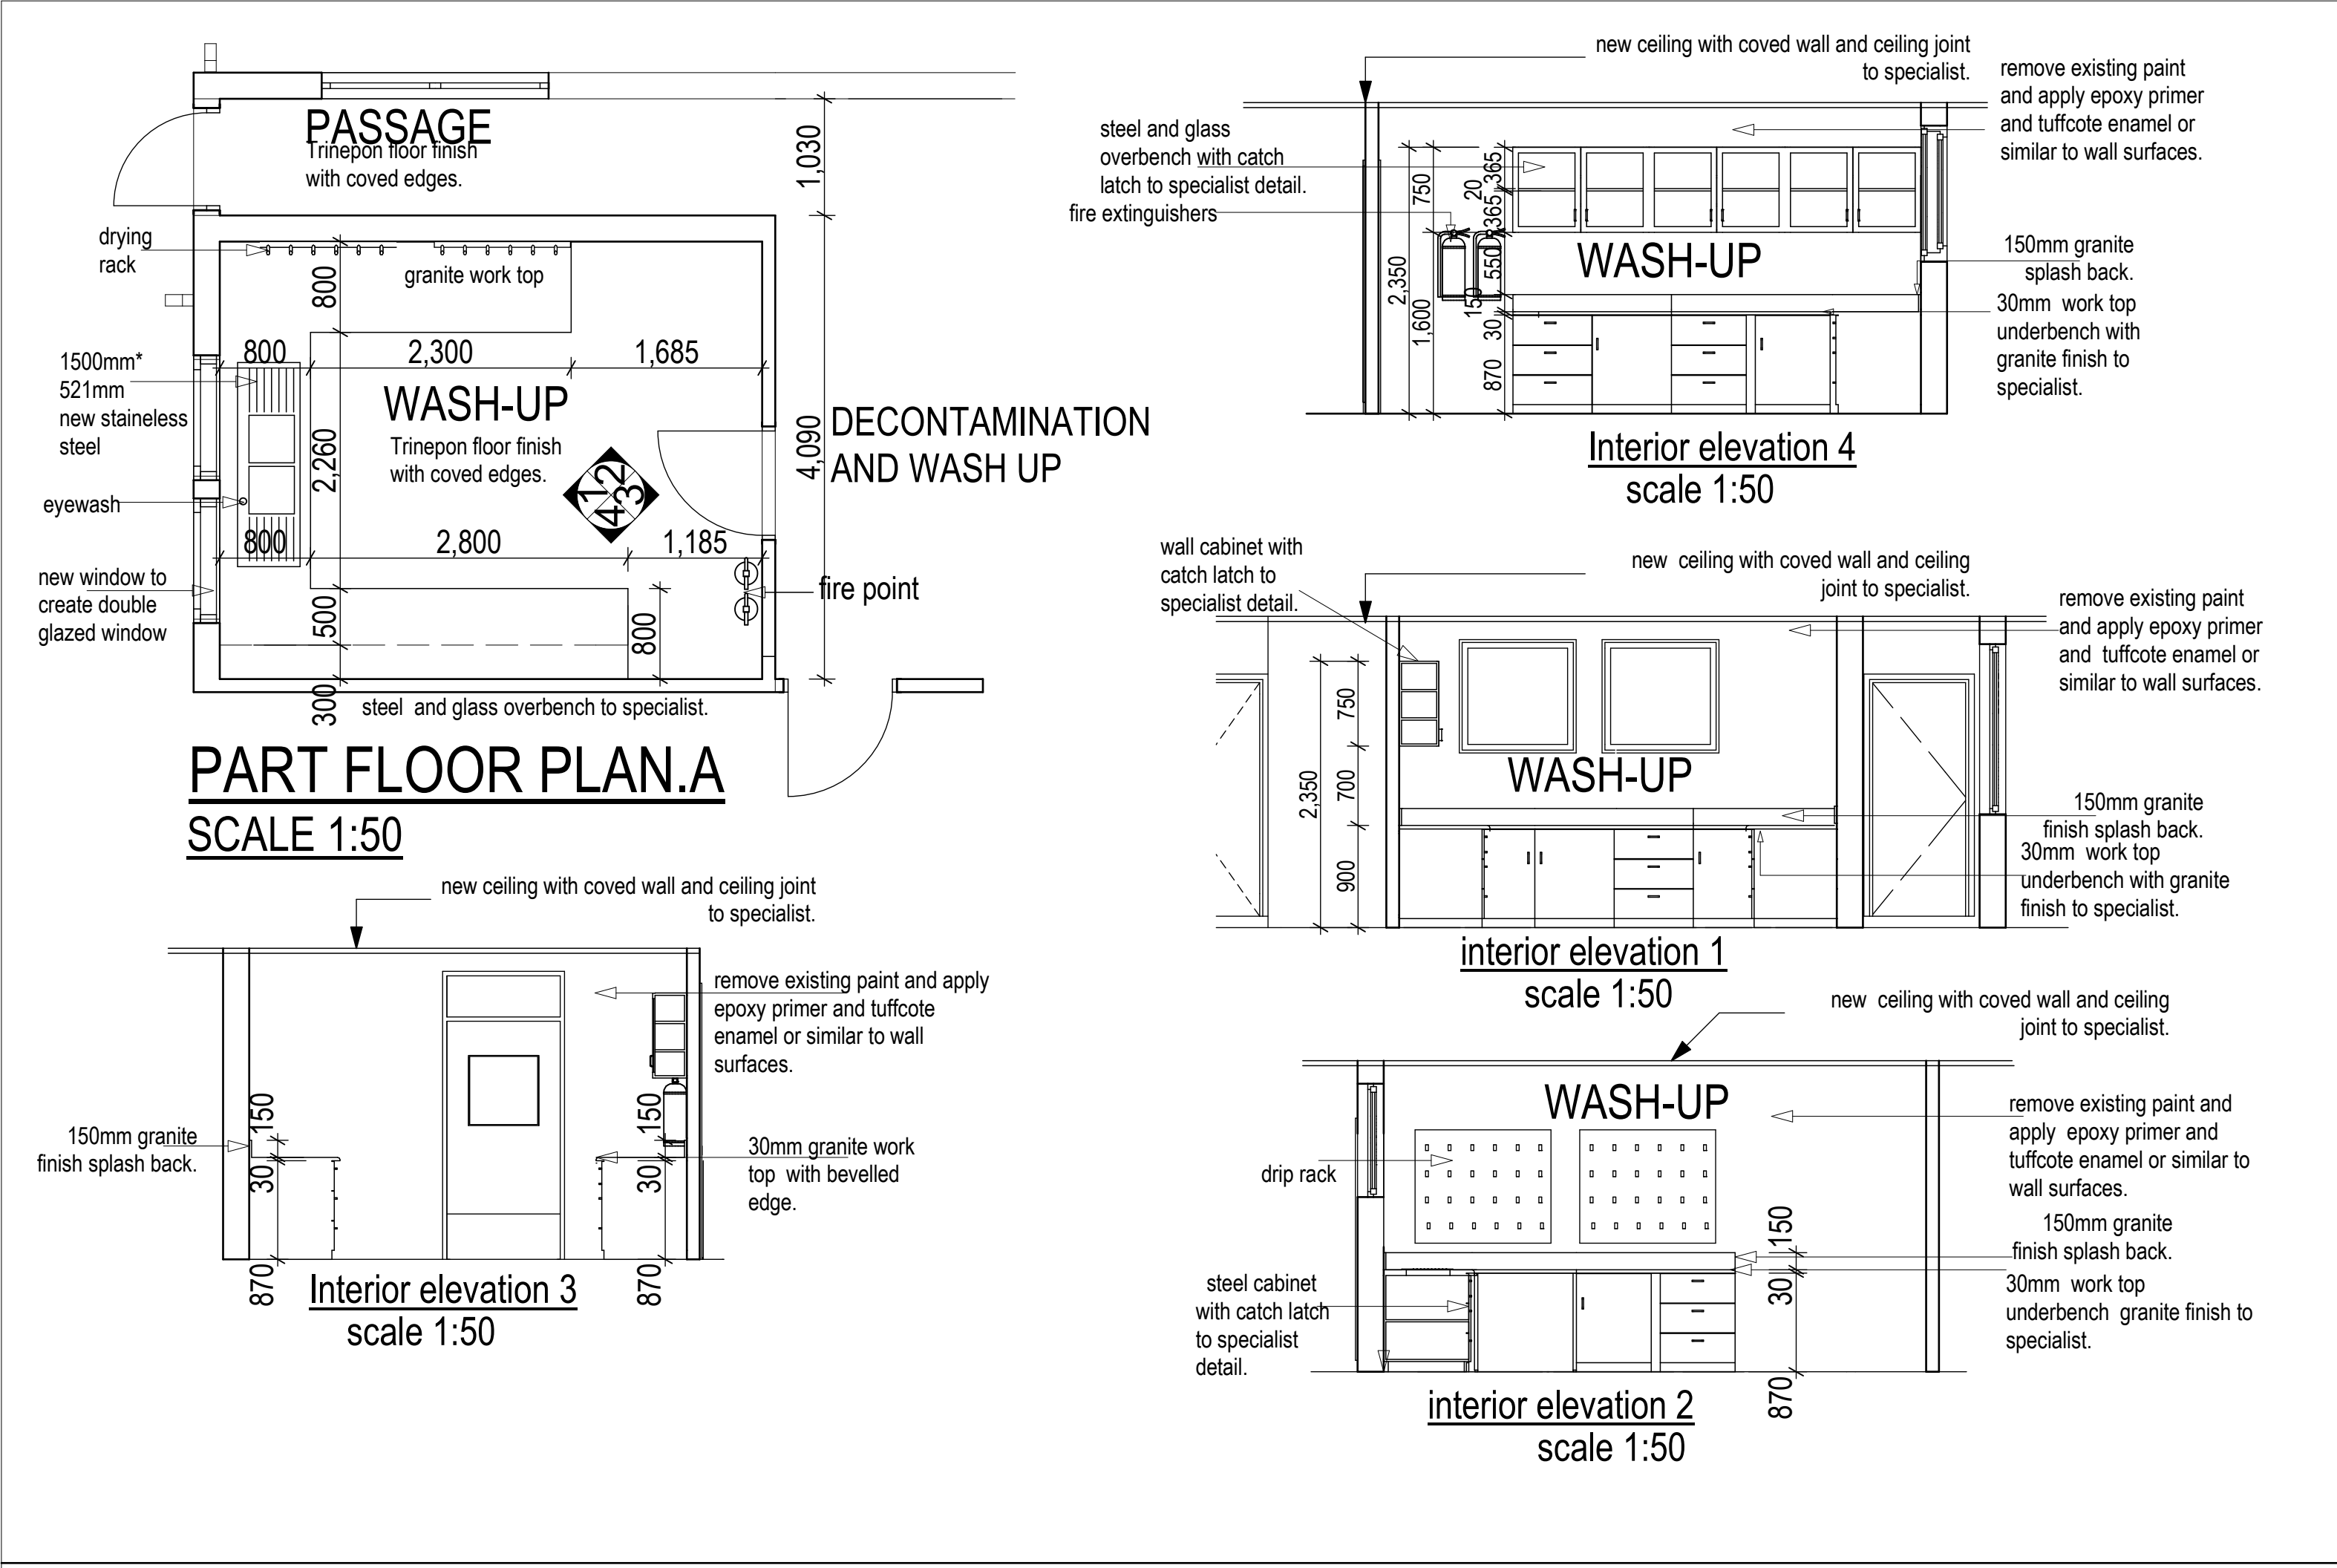 PASSAGE
Trinepon floor finish
with coved edges.
1,030
drying
rack
800
granite work top
800
2,300
1,685
1500mm*
521mm
new staineless
steel
WASH-UP
Trinepon floor finish
with coved edges.
2,260
1
2
4
3
4,090
DECONTAMINATION
AND WASH UP
eyewash
800
2,800
1,185
new window to
create double
glazed window
fire point
500
800
300
steel and glass overbench to specialist.
PART FLOOR PLAN.A
SCALE 1:50
new ceiling with coved wall and ceiling joint
to specialist.
remove existing paint and apply
epoxy primer and tuffcote
enamel or similar to wall
surfaces.
150
150
150mm granite
finish splash back.
30mm granite work
top with bevelled
edge.
30
30
870
870
Interior elevation 3
scale 1:50
new ceiling with coved wall and ceiling joint
to specialist.
remove existing paint
and apply epoxy primer
and tuffcote enamel or
similar to wall surfaces.
steel and glass
overbench with catch
latch to specialist detail.
fire extinguishers
750
20
365
365
2,350
1,600
550
150
30
870
WASH-UP
150mm granite
splash back.
30mm work top
underbench with
granite finish to
specialist.
Interior elevation 4
scale 1:50
wall cabinet with
catch latch to
specialist detail.
new ceiling with coved wall and ceiling
joint to specialist.
remove existing paint
and apply epoxy primer
and tuffcote enamel or
similar to wall surfaces.
750
2,350
700
900
WASH-UP
150mm granite
finish splash back.
30mm work top
underbench with granite
finish to specialist.
interior elevation 1
scale 1:50
new ceiling with coved wall and ceiling
joint to specialist.
WASH-UP
remove existing paint and
apply epoxy primer and
tuffcote enamel or similar to
wall surfaces.
drip rack
150
150mm granite
finish splash back.
steel cabinet
with catch latch
to specialist
detail.
30
30mm work top
underbench granite finish to
specialist.
870
interior elevation 2
scale 1:50